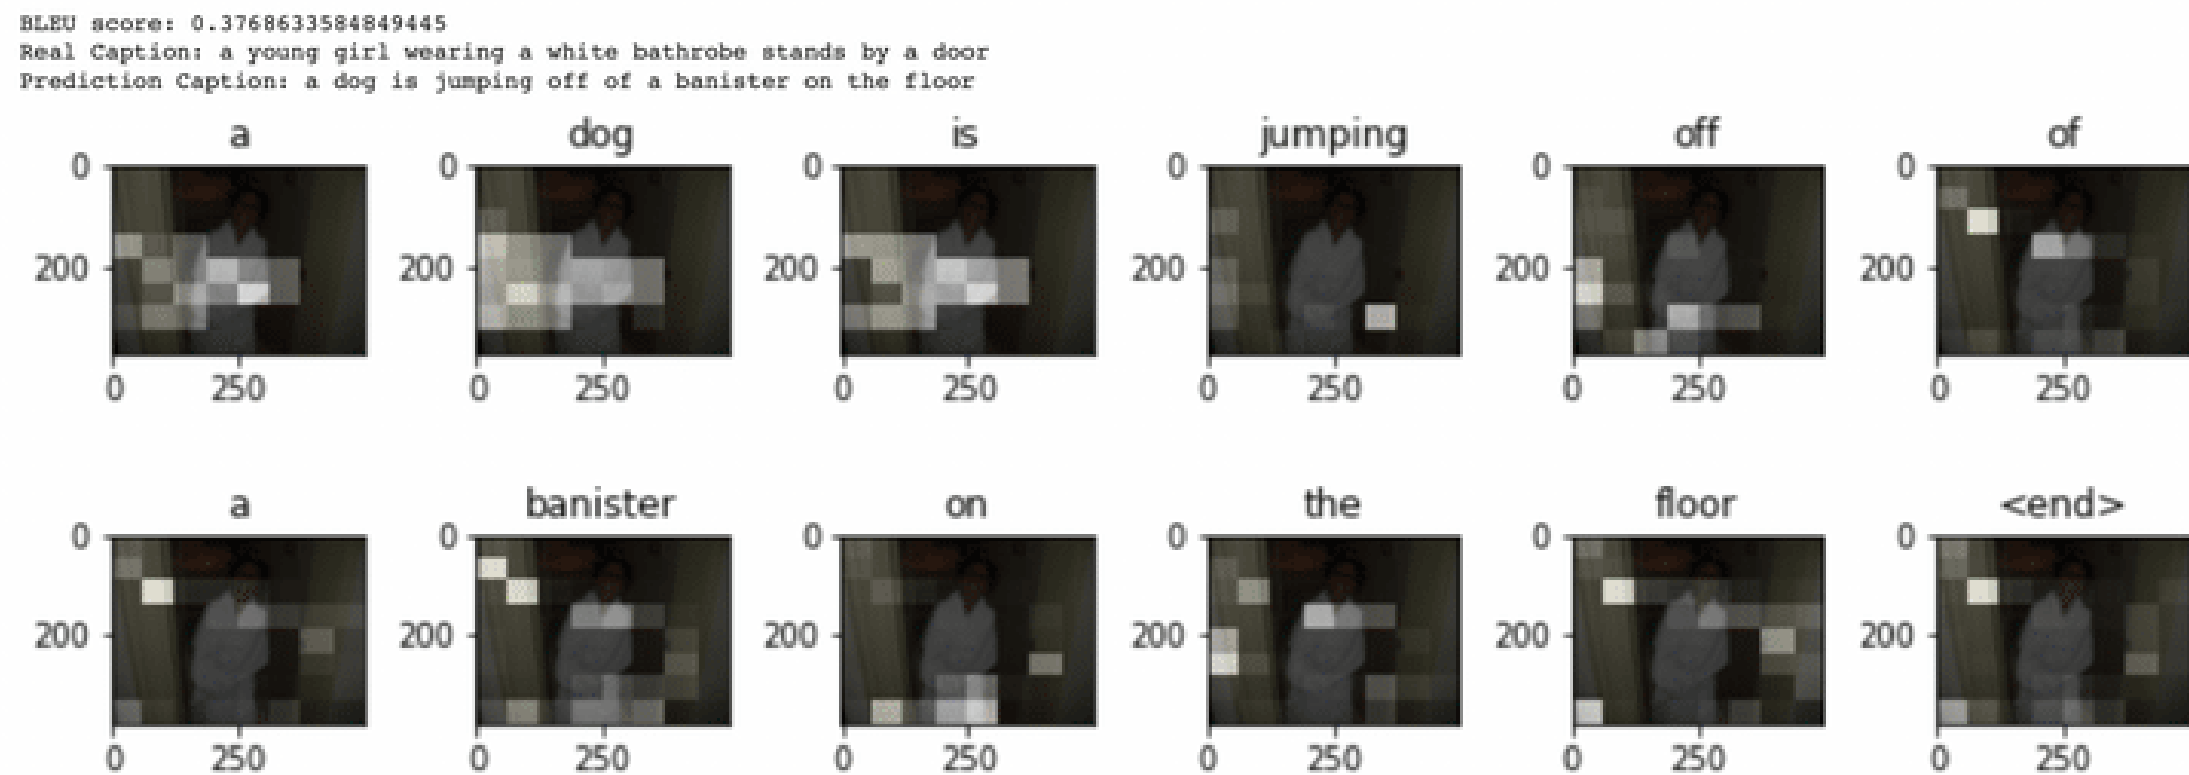 BLEU score: 0.3768633584849445
Real Caption: a young girl wearing a white bathrobe stands by a door
Prediction Caption: a dog is jumping off of a banister on the floor
a dog is jumping off of
0 0 0 0 0 0
200 200 200 200 200 200
0 250 0 250 0 250 0 250 0 250 0 250
a banister on the floor <end>
0 0 0 0 0 0
200 200 200 200 200 200
0 250 0 250 0 250 0 250 0 250 0 250